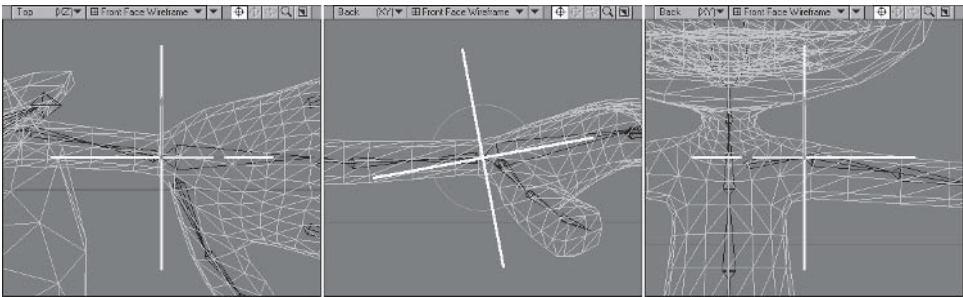 Top (XZ) Front Face Wireframe
Back (XY) Front Face Wireframe
Back (XY) Front Face Wireframe